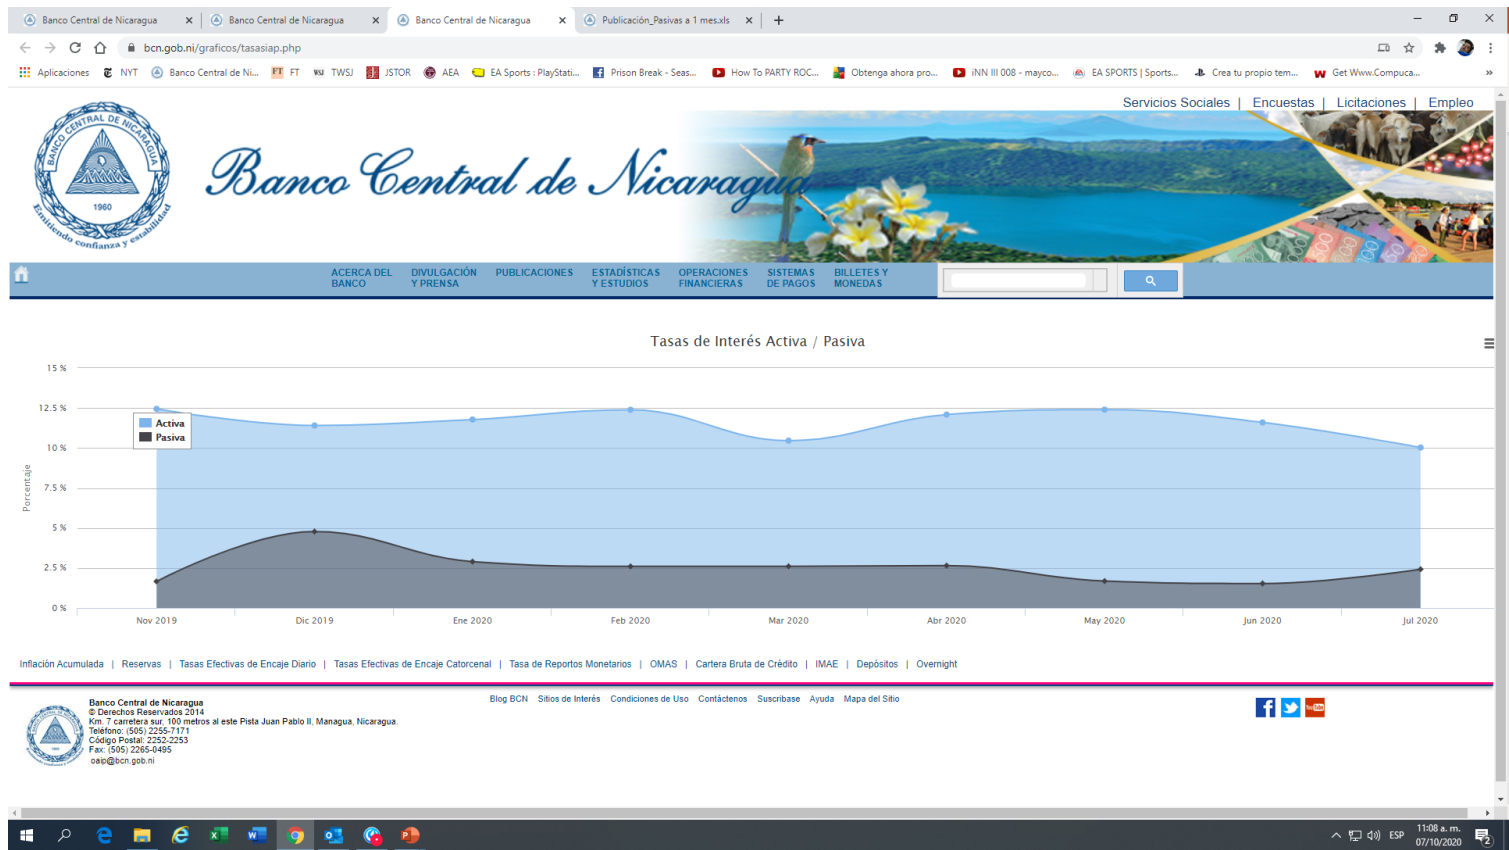 Banco Central de Nicaragua
Banco Central de Nicaragua
Banco Central de Nicaragua
Publicación_Pasivas a 1 mes.xls
bcn.gob.ni/graficos/tasasiap.php
Aplicaciones
NYT
Banco Central de Ni...
FT FT
WSJ TWSJ
JSTOR
AEA
EA Sports : PlayStati...
Prison Break - Seas...
How To PARTY ROC...
Obtenga ahora pro...
iNN III 008 - mayco...
EA SPORTS | Sports...
Crea tu propio tem...
Get Www.Compuca...
Servicios Sociales | Encuestas | Licitaciones | Empleo
BANCO CENTRAL DE NICARAGUA
1960
Emitiendo confianza y estabilidad
Banco Central de Nicaragua
ACERCA DEL BANCO
DIVULGACIÓN Y PRENSA
PUBLICACIONES
ESTADÍSTICAS Y ESTUDIOS
OPERACIONES FINANCIERAS
SISTEMAS DE PAGOS
BILLETES Y MONEDAS
Tasas de Interés Activa / Pasiva
Porcentaje
15 %
12.5 %
10 %
7.5 %
5 %
2.5 %
0 %
Activa
Pasiva
Nov 2019
Dic 2019
Ene 2020
Feb 2020
Mar 2020
Abr 2020
May 2020
Jun 2020
Jul 2020
Inflación Acumulada | Reservas | Tasas Efectivas de Encaje Diario | Tasas Efectivas de Encaje Catorcenal | Tasa de Reportos Monetarios | OMAS | Cartera Bruta de Crédito | IMAE | Depósitos | Overnight
Banco Central de Nicaragua
© Derechos Reservados 2014
Km. 7 carretera sur, 100 metros al este Pista Juan Pablo II, Managua, Nicaragua.
Teléfono: (505) 2255-7171
Código Postal: 2252-2253
Fax: (505) 2265-0495
oaip@bcn.gob.ni
Blog BCN Sitios de Interés Condiciones de Uso Contáctenos Suscribase Ayuda Mapa del Sitio
ESP
11:08 a. m.
07/10/2020
2